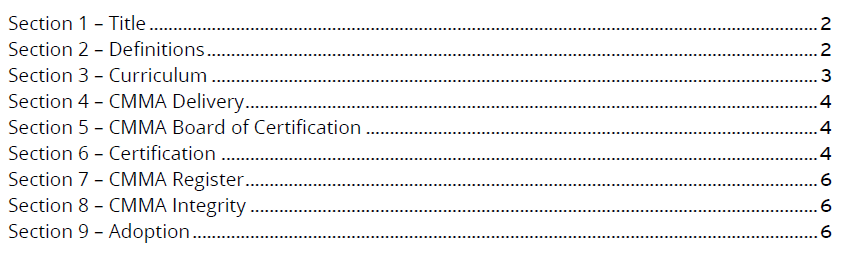 Section 1 – Title ........................................ 2
Section 2 – Definitions ........................................ 2
Section 3 – Curriculum ........................................ 3
Section 4 – CMMA Delivery ........................................ 4
Section 5 – CMMA Board of Certification ........................................ 4
Section 6 – Certification ........................................ 4
Section 7 – CMMA Register ........................................ 6
Section 8 – CMMA Integrity ........................................ 6
Section 9 – Adoption ........................................ 6